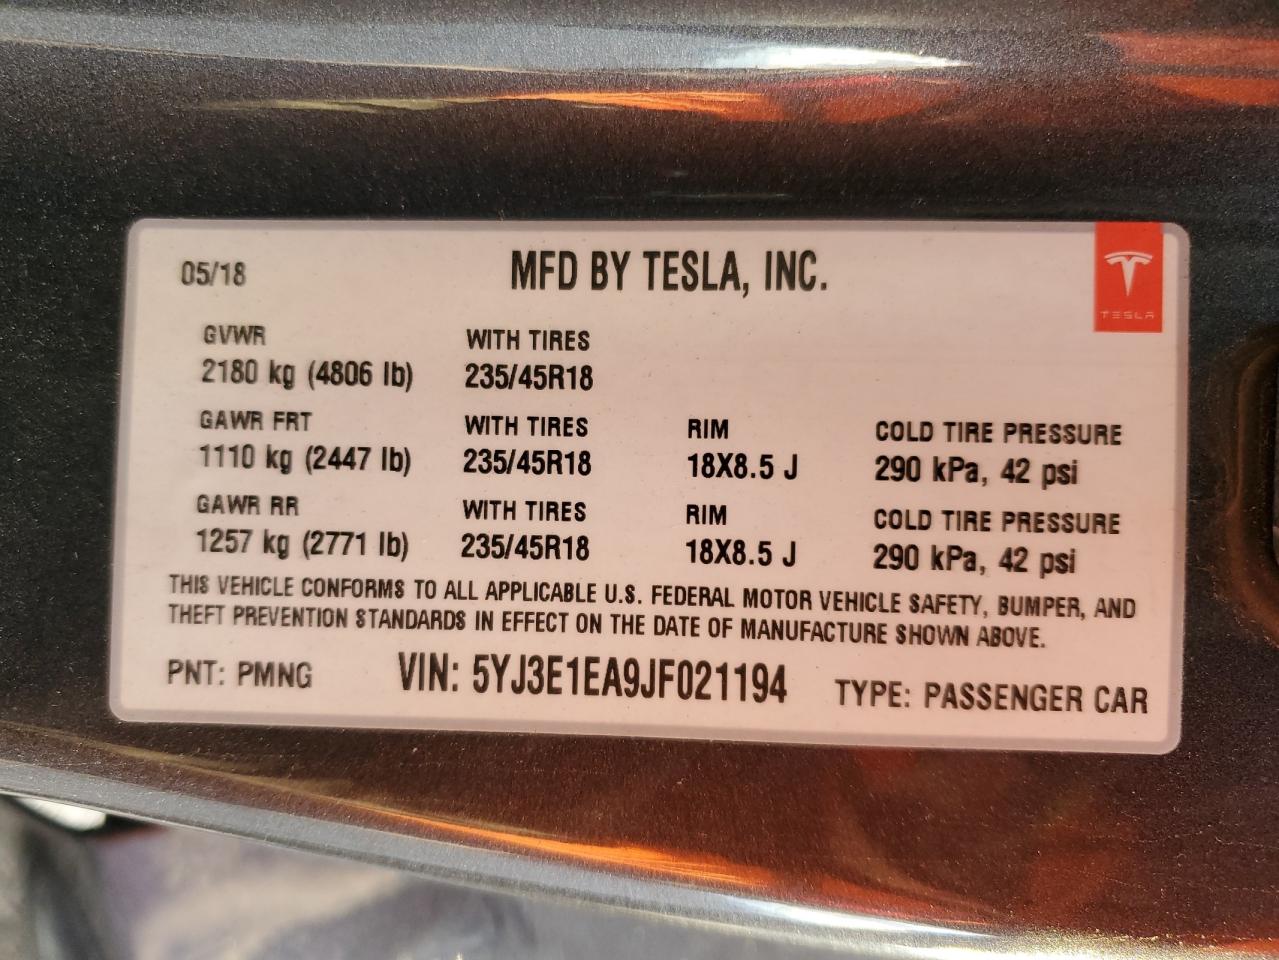 05/18 MFD BY TESLA, INC.
TESLA
GVWR WITH TIRES
2180 kg (4806 lb) 235/45R18
GAWR FRT WITH TIRES RIM COLD TIRE PRESSURE
1110 kg (2447 lb) 235/45R18 18X8.5 J 290 kPa, 42 psi
GAWR RR WITH TIRES RIM COLD TIRE PRESSURE
1257 kg (2771 lb) 235/45R18 18X8.5 J 290 kPa, 42 psi
THIS VEHICLE CONFORMS TO ALL APPLICABLE U.S. FEDERAL MOTOR VEHICLE SAFETY, BUMPER, AND
THEFT PREVENTION STANDARDS IN EFFECT ON THE DATE OF MANUFACTURE SHOWN ABOVE.
PNT: PMNG VIN: 5YJ3E1EA9JF021194 TYPE: PASSENGER CAR